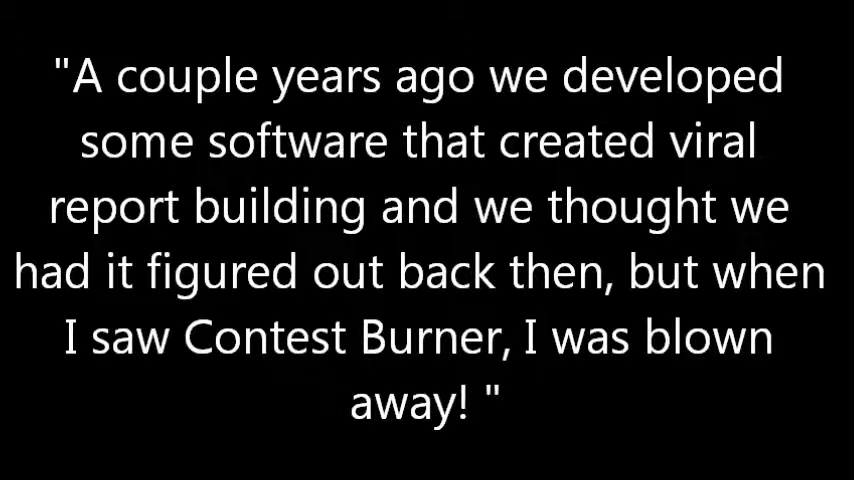 "A couple years ago we developed
some software that created viral
report building and we thought we
had it figured out back then, but when
I saw Contest Burner, I was blown
away! "